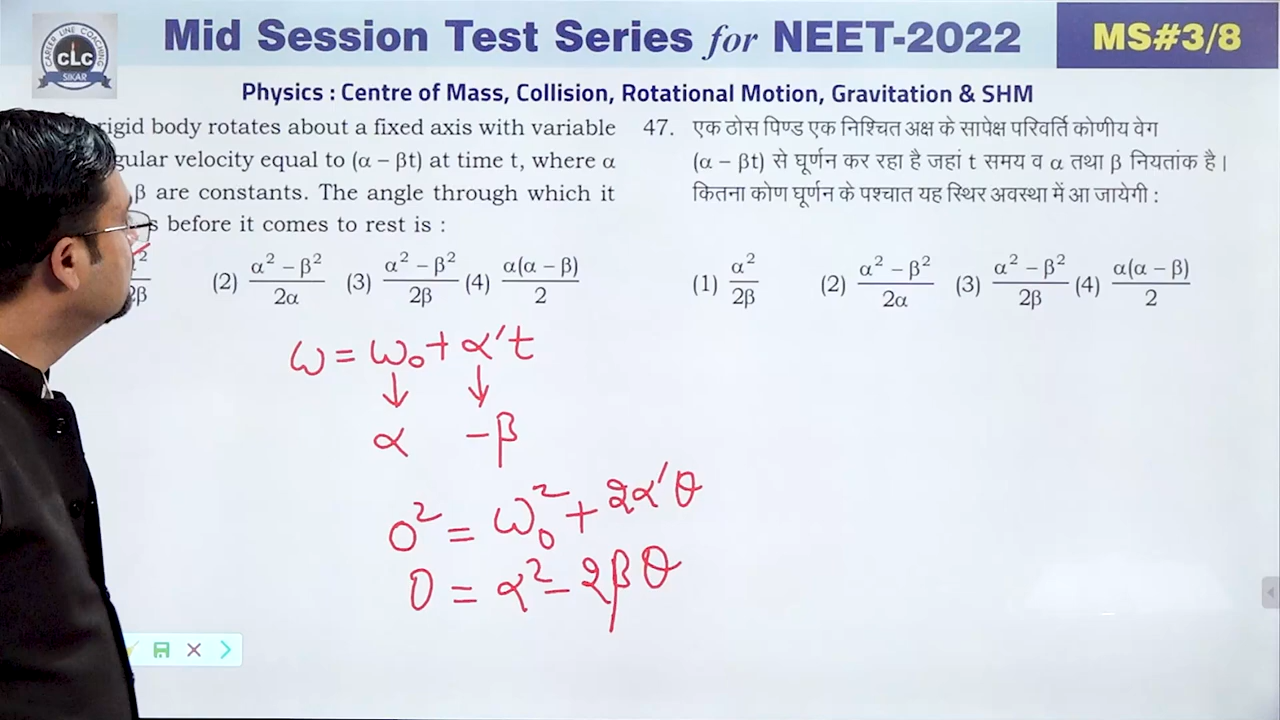 CAREER LINE COACHING
CLC
SIKAR
Mid Session Test Series for NEET-2022
MS#3/8
Physics : Centre of Mass, Collision, Rotational Motion, Gravitation & SHM
rigid body rotates about a fixed axis with variable
gular velocity equal to (α – βt) at time t, where α
β are constants. The angle through which it
s before it comes to rest is :
2β (2) α² – β² / 2α (3) α² – β² / 2β (4) α(α – β) / 2
47. एक ठोस पिण्ड एक निश्चित अक्ष के सापेक्ष परिवर्ति कोणीय वेग
(α – βt) से घूर्णन कर रहा है जहां t समय व α तथा β नियतांक है।
कितना कोण घूर्णन के पश्चात यह स्थिर अवस्था में आ जायेगी :
(1) α² / 2β (2) α² – β² / 2α (3) α² – β² / 2β (4) α(α – β) / 2
ω = ω₀ + α't
↓ ↓
α –β
0² = ω₀² + 2α'θ
0 = α² – 2βθ